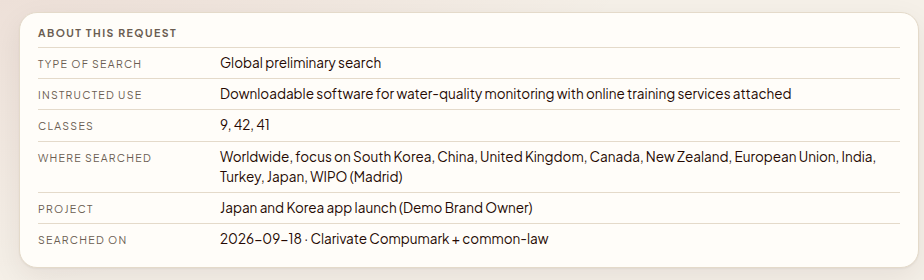 ABOUT THIS REQUEST
TYPE OF SEARCH Global preliminary search
INSTRUCTED USE Downloadable software for water-quality monitoring with online training services attached
CLASSES 9, 42, 41
WHERE SEARCHED Worldwide, focus on South Korea, China, United Kingdom, Canada, New Zealand, European Union, India,
Turkey, Japan, WIPO (Madrid)
PROJECT Japan and Korea app launch (Demo Brand Owner)
SEARCHED ON 2026-09-18 · Clarivate Compumark + common-law